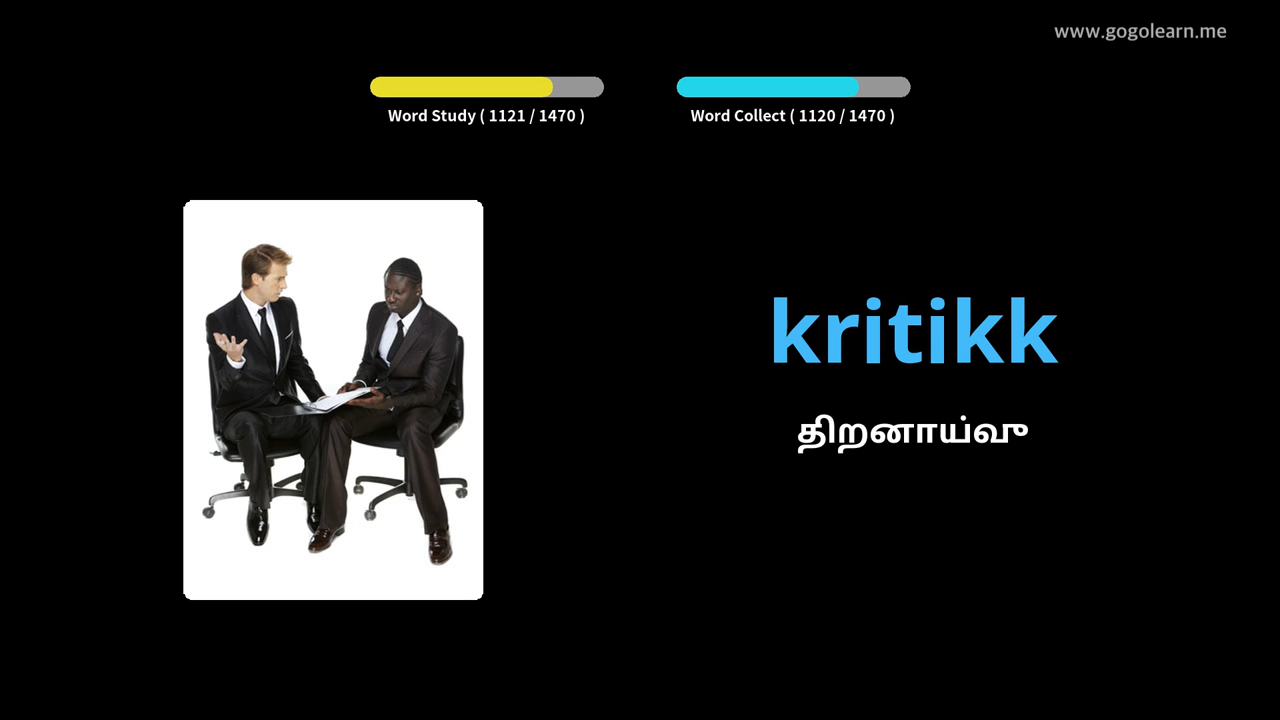 www.gogolearn.me
Word Study ( 1121 / 1470 )
Word Collect ( 1120 / 1470 )
kritikk
திறனாய்வு